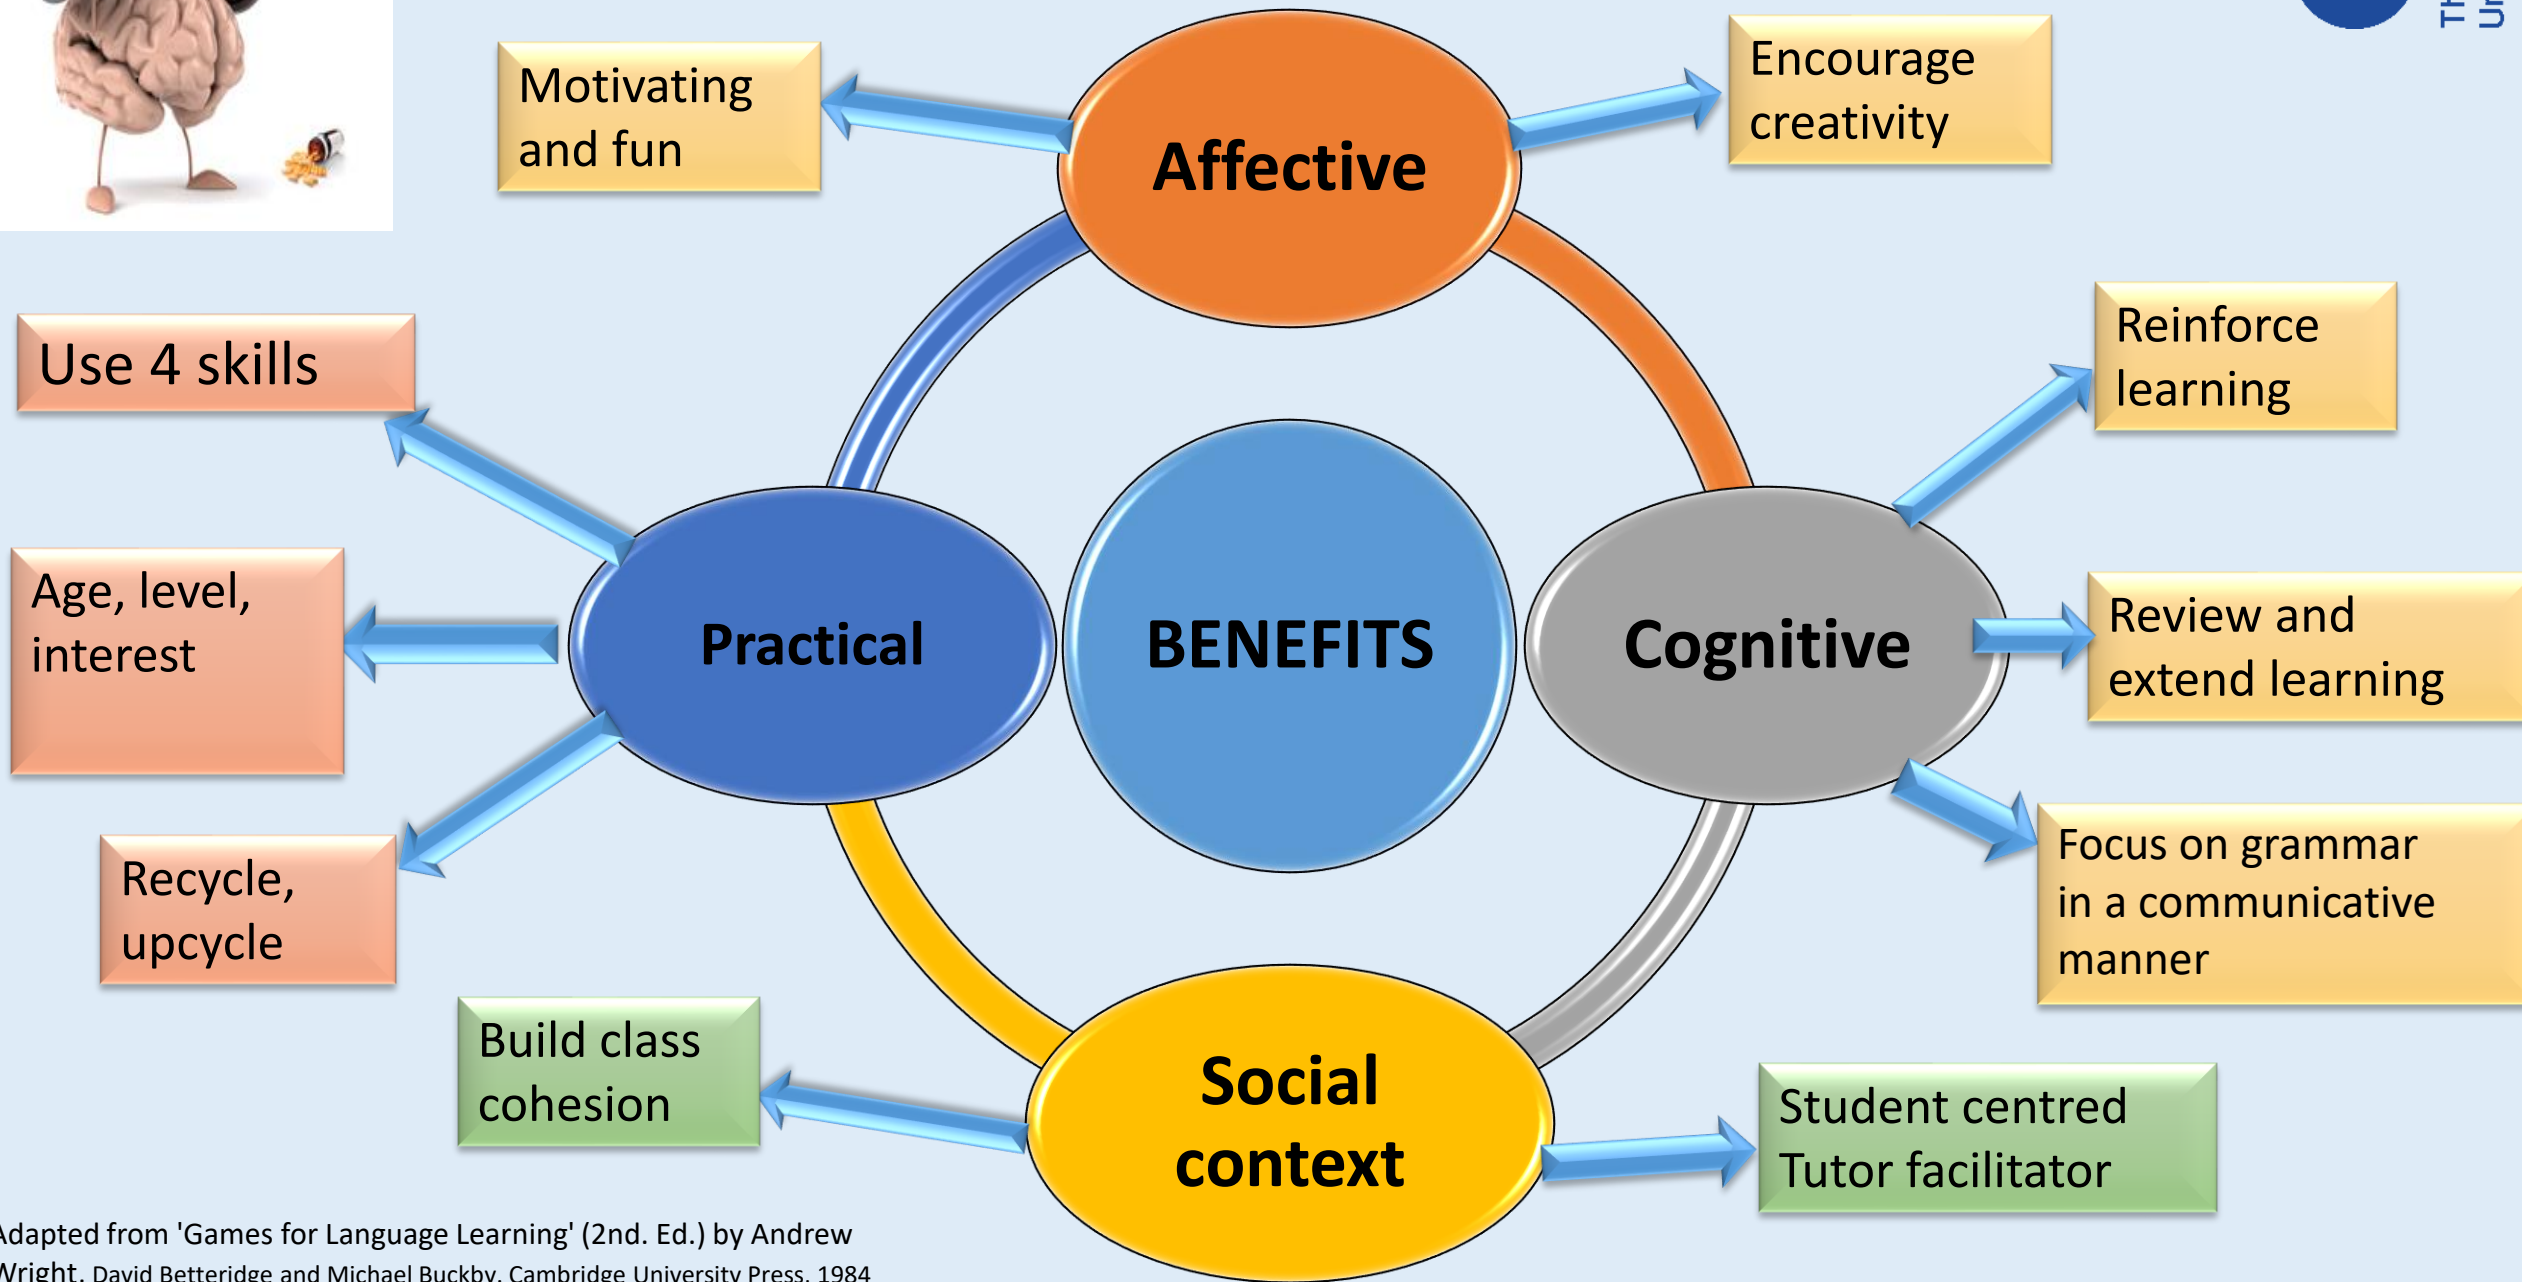 Motivating
and fun
Affective
Encourage
creativity
Use 4 skills
Reinforce
learning
Age, level,
interest
Practical
BENEFITS
Cognitive
Review and
extend learning
Recycle,
upcycle
Focus on grammar
in a communicative
manner
Build class
cohesion
Social
context
Student centred
Tutor facilitator
Adapted from 'Games for Language Learning' (2nd. Ed.) by Andrew
Wright, David Betteridge and Michael Buckby. Cambridge University Press, 1984